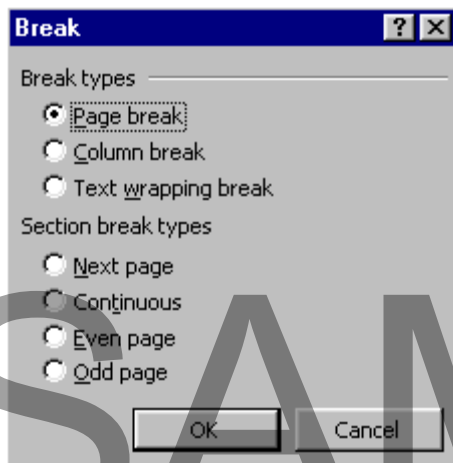 Break
Break types
Page break
Column break
Text wrapping break
Section break types
Next page
Continuous
Even page
Odd page
OK Cancel
SAM